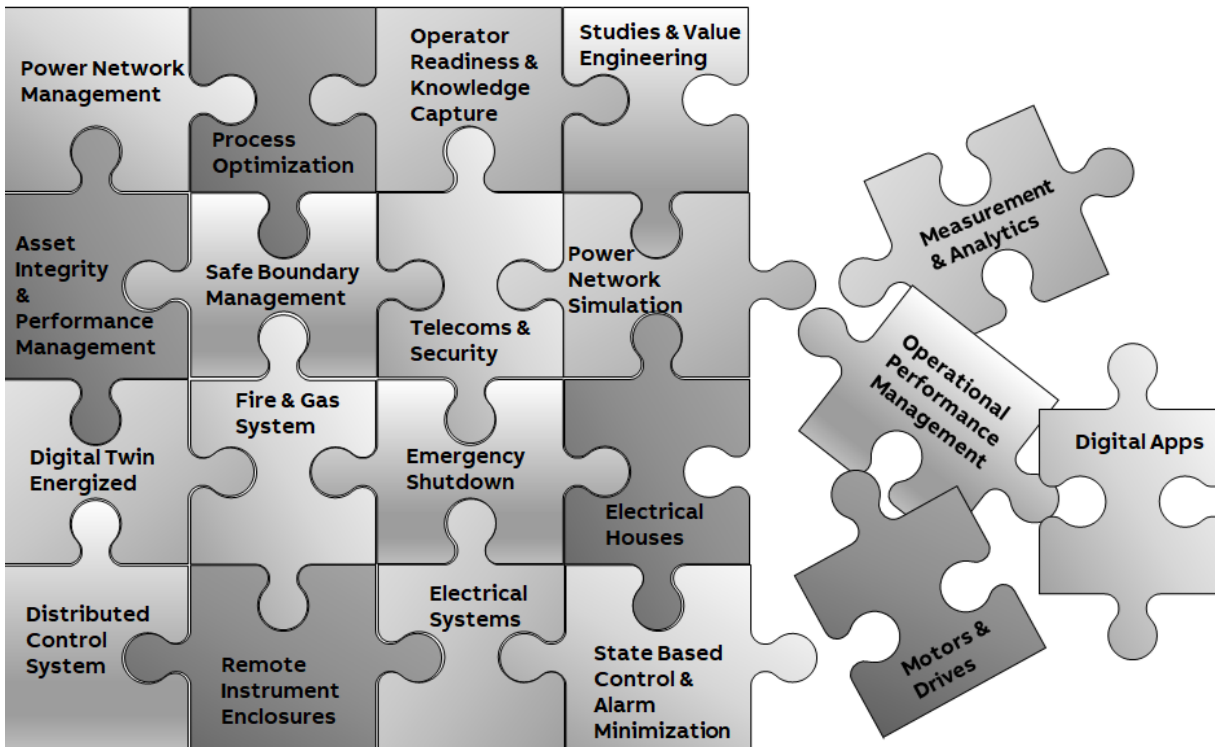 Power Network
Management
Process
Optimization
Operator
Readiness &
Knowledge
Capture
Studies & Value
Engineering
Asset
Integrity
&
Performance
Management
Safe Boundary
Management
Telecoms &
Security
Power
Network
Simulation
Digital Twin
Energized
Fire & Gas
System
Emergency
Shutdown
Electrical
Houses
Distributed
Control
System
Remote
Instrument
Enclosures
Electrical
Systems
State Based
Control &
Alarm
Minimization
Measurement
& Analytics
Operational
Performance
Management
Digital Apps
Motors &
Drives